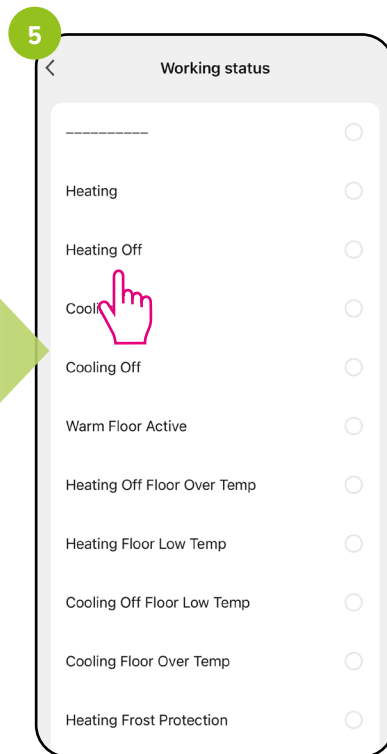 5
Working status
__________
Heating
Heating Off
Cooli
Cooling Off
Warm Floor Active
Heating Off Floor Over Temp
Heating Floor Low Temp
Cooling Off Floor Low Temp
Cooling Floor Over Temp
Heating Frost Protection